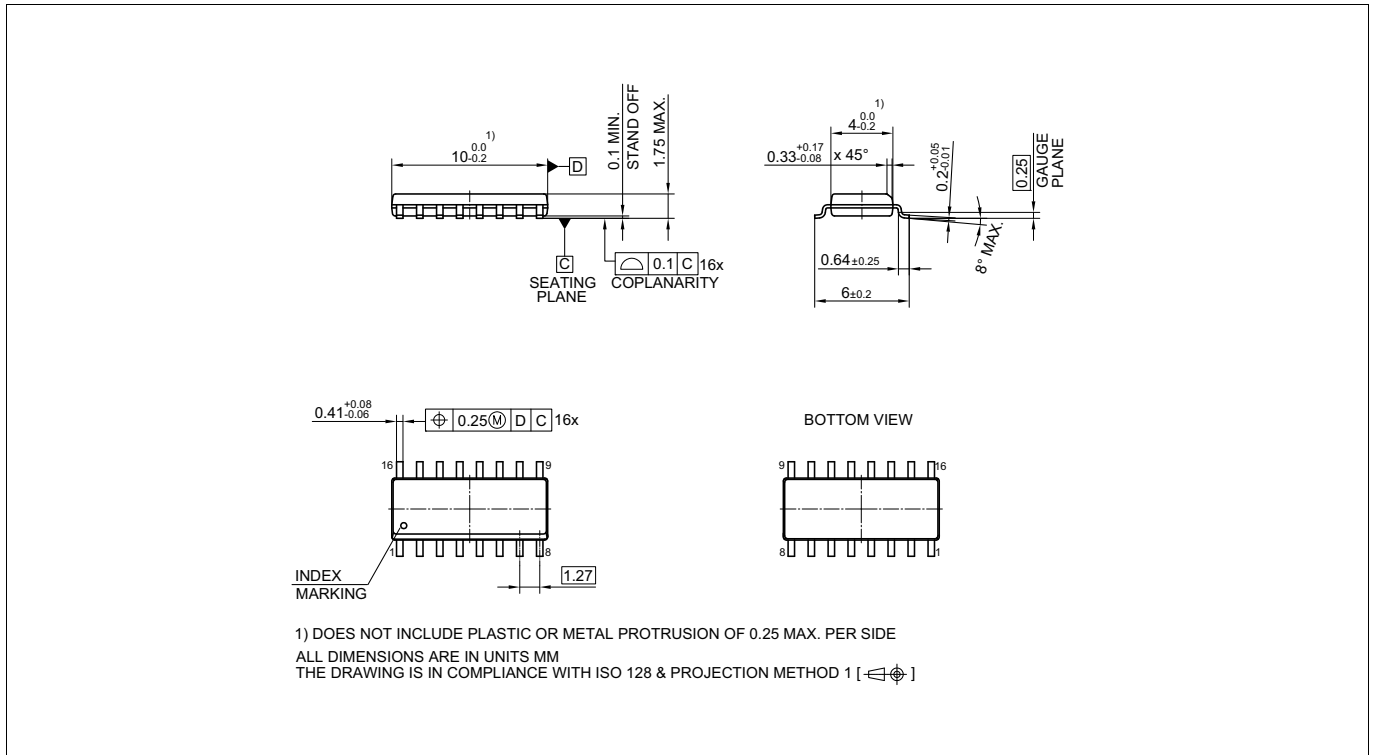 10 0.0 -0.2 1)
D
0.1 MIN.
STAND OFF
1.75 MAX.
C
SEATING
PLANE
0.1 C 16x
COPLANARITY
4 0.0 -0.2 1)
0.33 +0.17 -0.08 x 45°
0.2 +0.05 -0.01
0.25
GAUGE
PLANE
8° MAX.
0.64±0.25
6±0.2
0.41 +0.08 -0.06
0.25Ⓜ D C 16x
16
9
1
8
INDEX
MARKING
1.27
BOTTOM VIEW
9
16
8
1
1) DOES NOT INCLUDE PLASTIC OR METAL PROTRUSION OF 0.25 MAX. PER SIDE
ALL DIMENSIONS ARE IN UNITS MM
THE DRAWING IS IN COMPLIANCE WITH ISO 128 & PROJECTION METHOD 1 [ ]